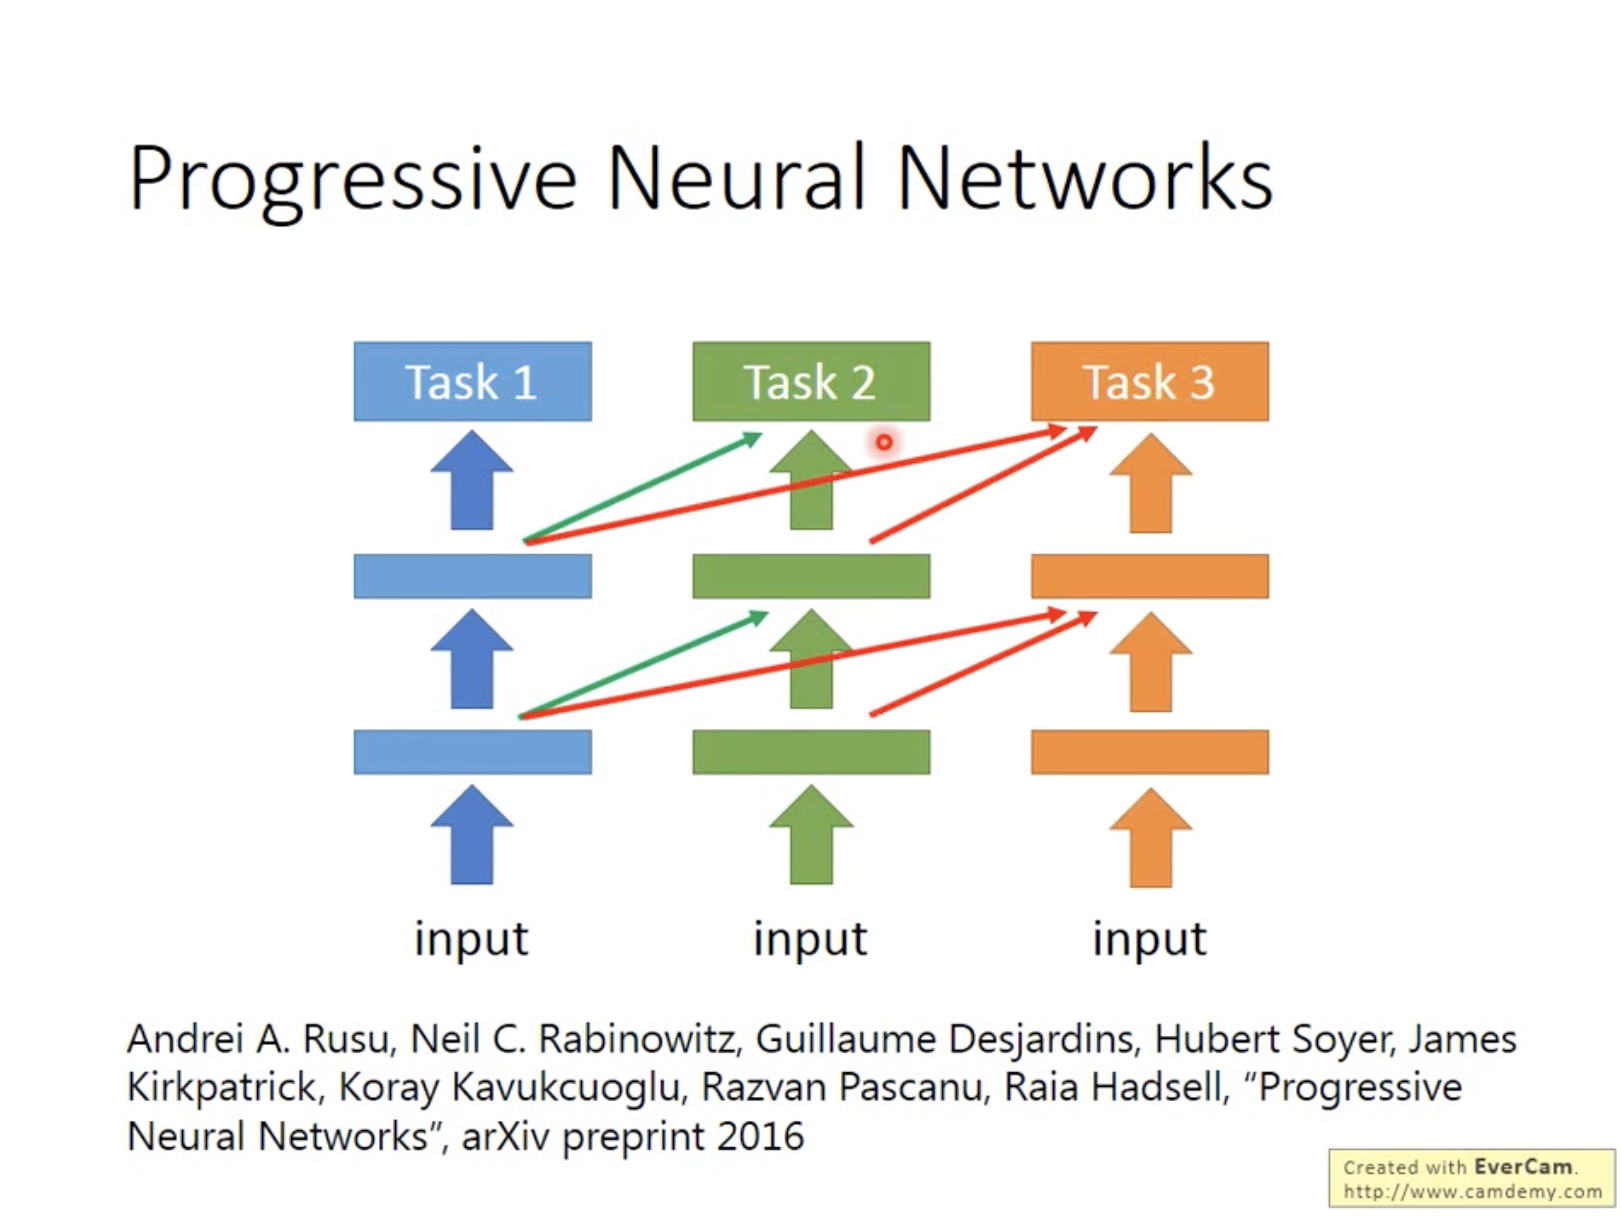 Progressive Neural Networks
Task 1
Task 2
Task 3
input
input
input
Andrei A. Rusu, Neil C. Rabinowitz, Guillaume Desjardins, Hubert Soyer, James
Kirkpatrick, Koray Kavukcuoglu, Razvan Pascanu, Raia Hadsell, “Progressive
Neural Networks”, arXiv preprint 2016
Created with EverCam.
http://www.camdemy.com